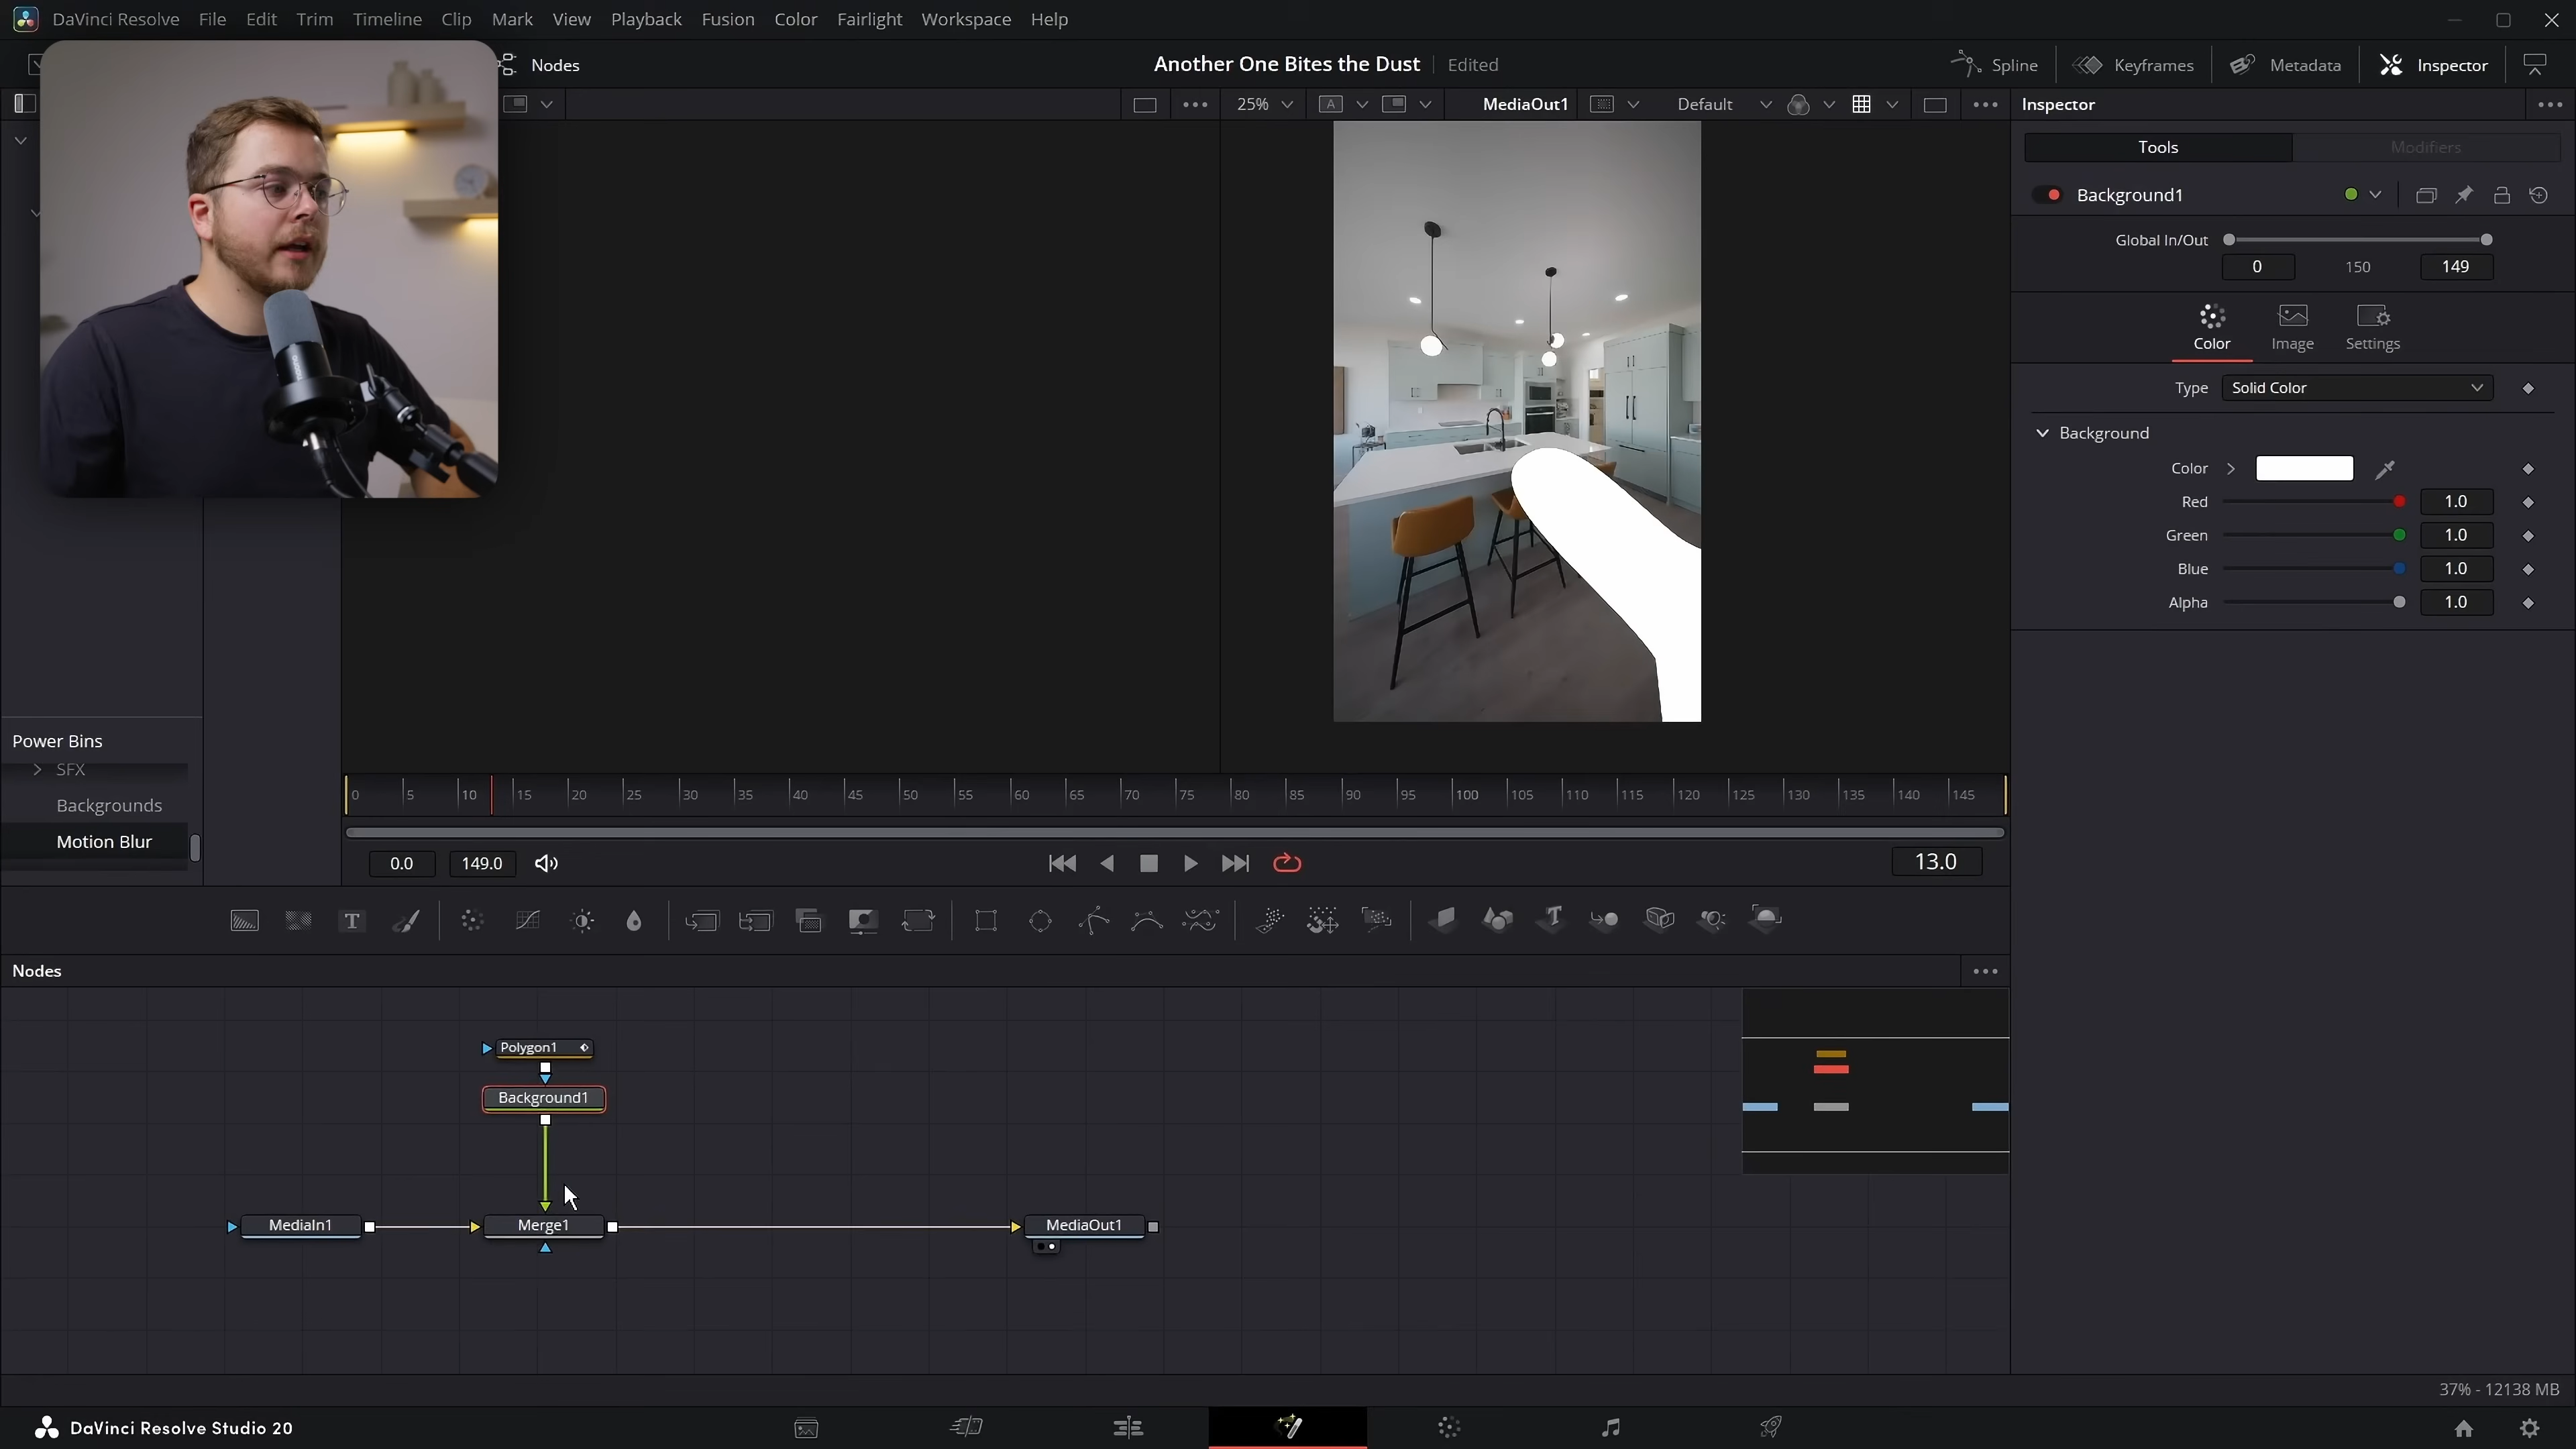 DaVinci Resolve File Edit Trim Timeline Clip Mark View Playback Fusion Color Fairlight Workspace Help
Nodes Another One Bites the Dust Edited Spline Keyframes Metadata Inspector
25% A MediaOut1 Default Inspector
Tools Modifiers
Background1
Global In/Out
0 150 149
Color Image Settings
Type Solid Color
Background
Color
Red 1.0
Green 1.0
Blue 1.0
Alpha 1.0
Power Bins
SFX
Backgrounds
Motion Blur
0 5 10 15 20 25 30 35 40 45 50 55 60 65 70 75 80 85 90 95 100 105 110 115 120 125 130 135 140 145
0.0 149.0 13.0
T T
Nodes
Polygon1
Background1
MediaIn1 Merge1 MediaOut1
37% - 12138 MB
DaVinci Resolve Studio 20